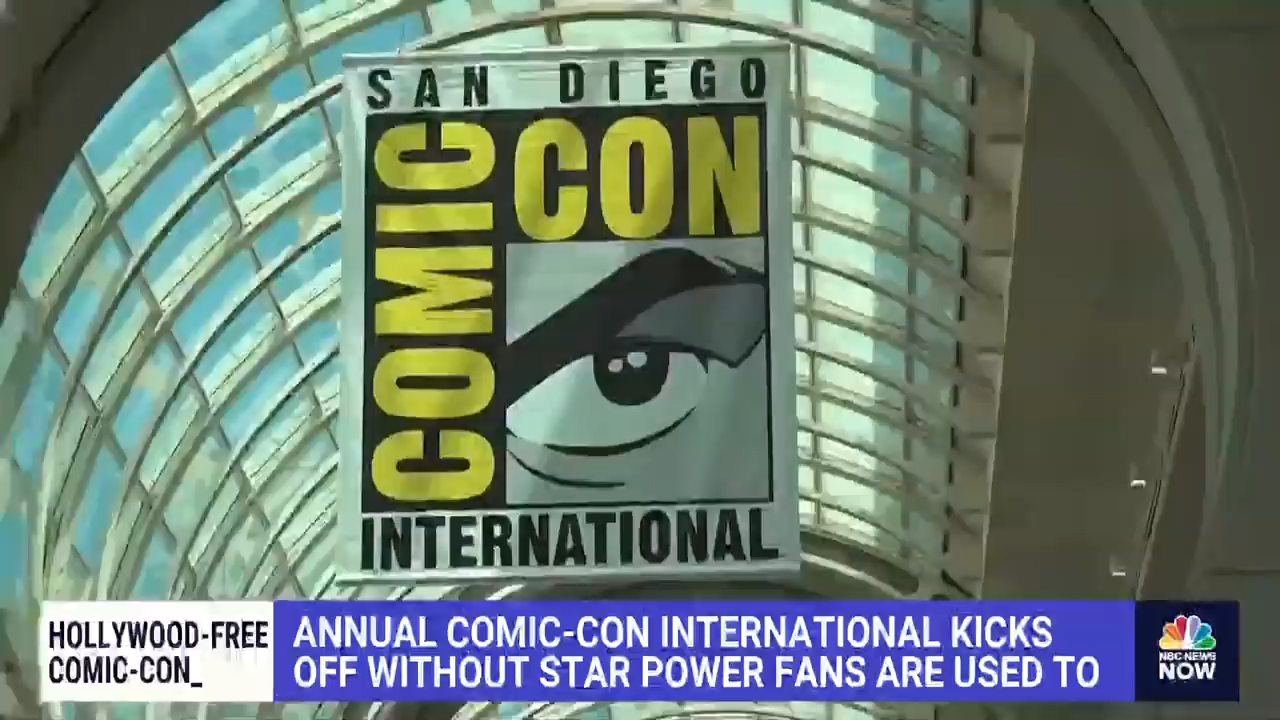 SAN DIEGO
COMIC
CON
INTERNATIONAL
HOLLYWOOD-FREE
COMIC-CON_
ANNUAL COMIC-CON INTERNATIONAL KICKS
OFF WITHOUT STAR POWER FANS ARE USED TO
NBC NEWS
NOW